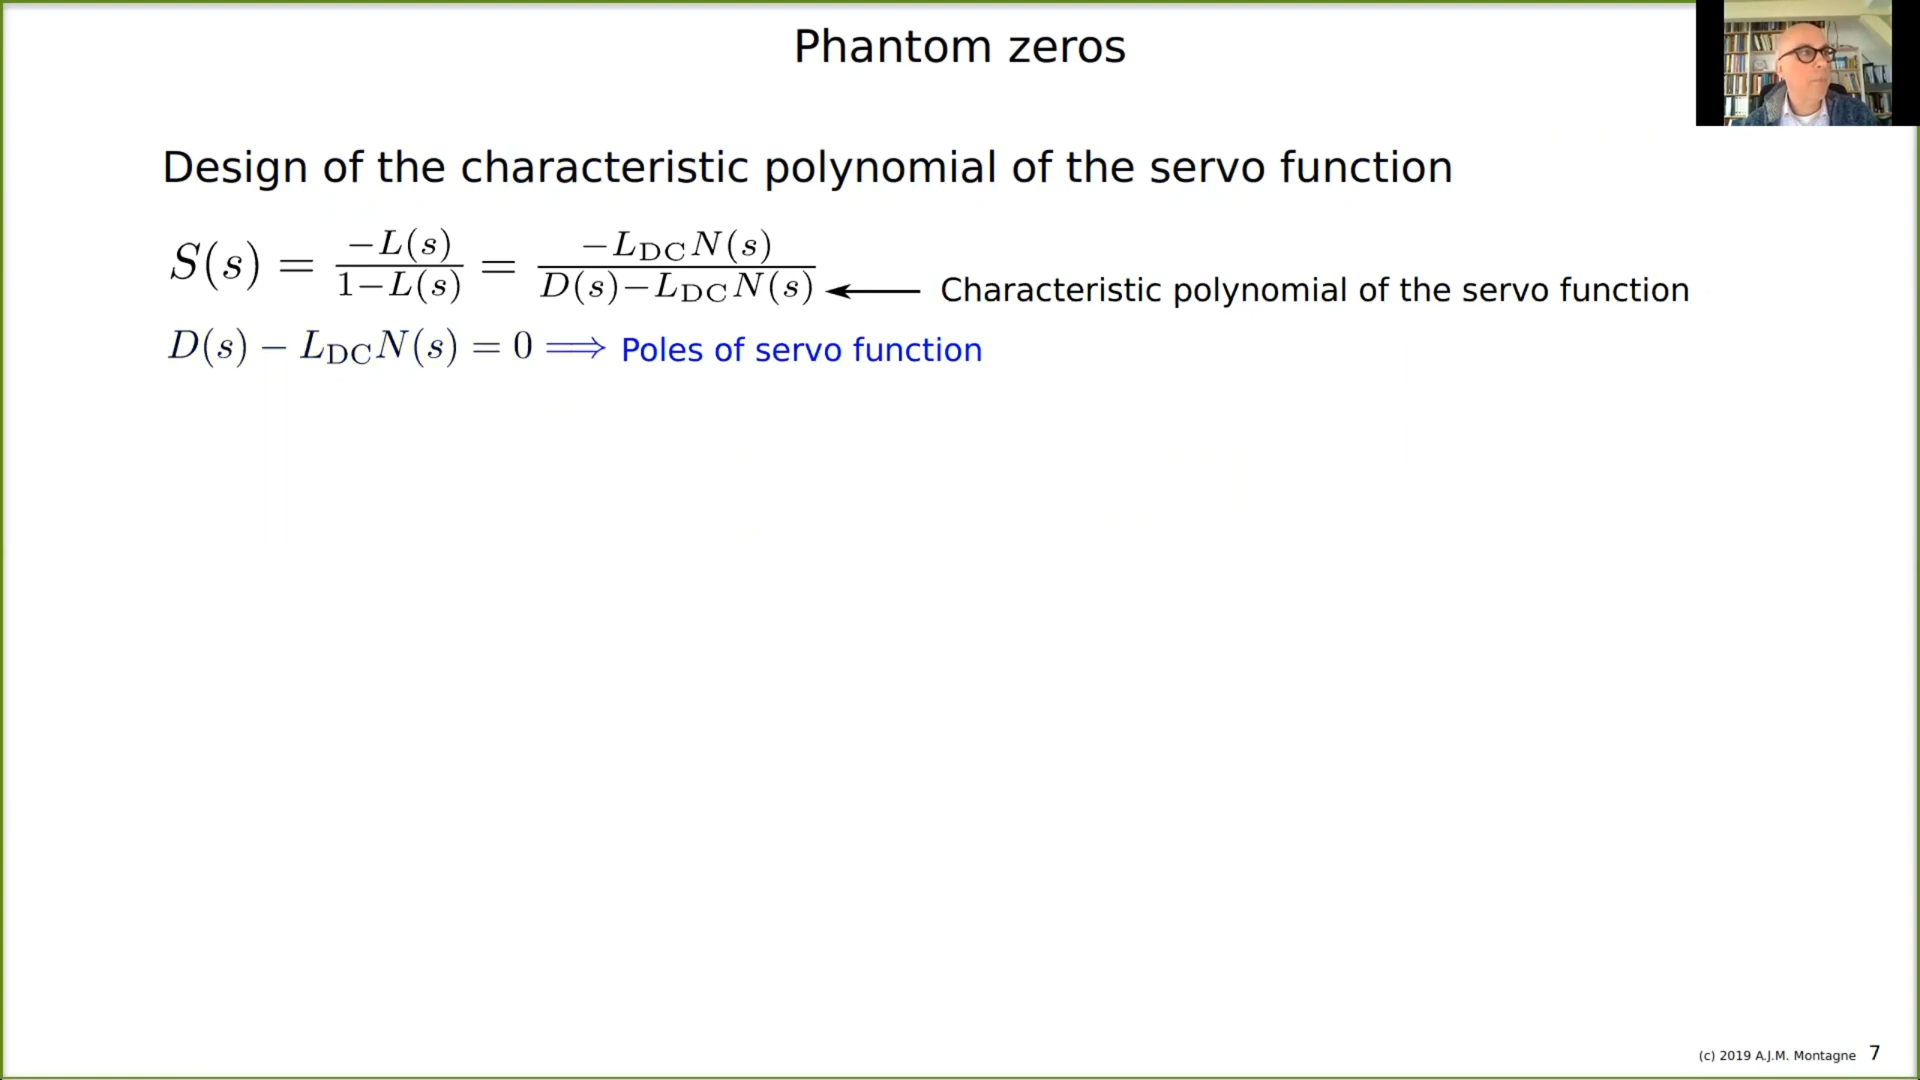 Phantom zeros
Design of the characteristic polynomial of the servo function
S(s) = −L(s)/(1−L(s)) = −L_DC N(s)/(D(s)−L_DC N(s)) ← Characteristic polynomial of the servo function
D(s) − L_DC N(s) = 0 ⟹ Poles of servo function
(c) 2019 A.J.M. Montagne 7